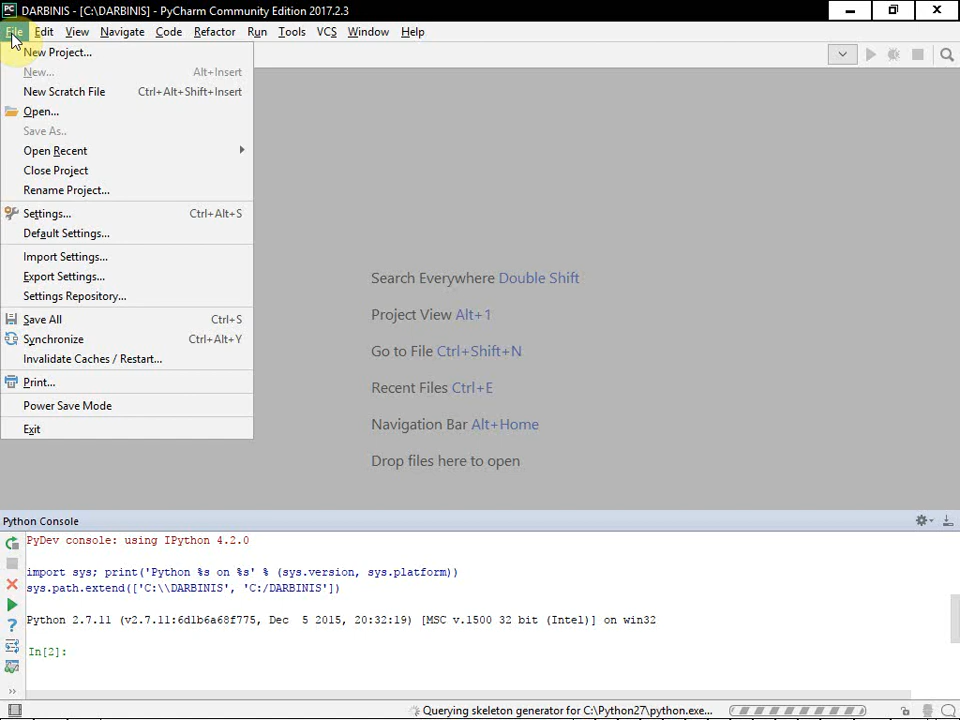 PC DARBINIS - [C:\DARBINIS] - PyCharm Community Edition 2017.2.3
File Edit View Navigate Code Refactor Run Tools VCS Window Help
New Project...
New... Alt+Insert
New Scratch File Ctrl+Alt+Shift+Insert
Open...
Save As..
Open Recent
Close Project
Rename Project...
Settings... Ctrl+Alt+S
Default Settings...
Import Settings...
Export Settings...
Settings Repository...
Save All Ctrl+S
Synchronize Ctrl+Alt+Y
Invalidate Caches / Restart...
Print...
Power Save Mode
Exit
Search Everywhere Double Shift
Project View Alt+1
Go to File Ctrl+Shift+N
Recent Files Ctrl+E
Navigation Bar Alt+Home
Drop files here to open
Python Console
PyDev console: using IPython 4.2.0
import sys; print('Python %s on %s' % (sys.version, sys.platform))
sys.path.extend(['C:\\DARBINIS', 'C:/DARBINIS'])
Python 2.7.11 (v2.7.11:6d1b6a68f775, Dec  5 2015, 20:32:19) [MSC v.1500 32 bit (Intel)] on win32
In[2]:
Querying skeleton generator for C:\Python27\python.exe...